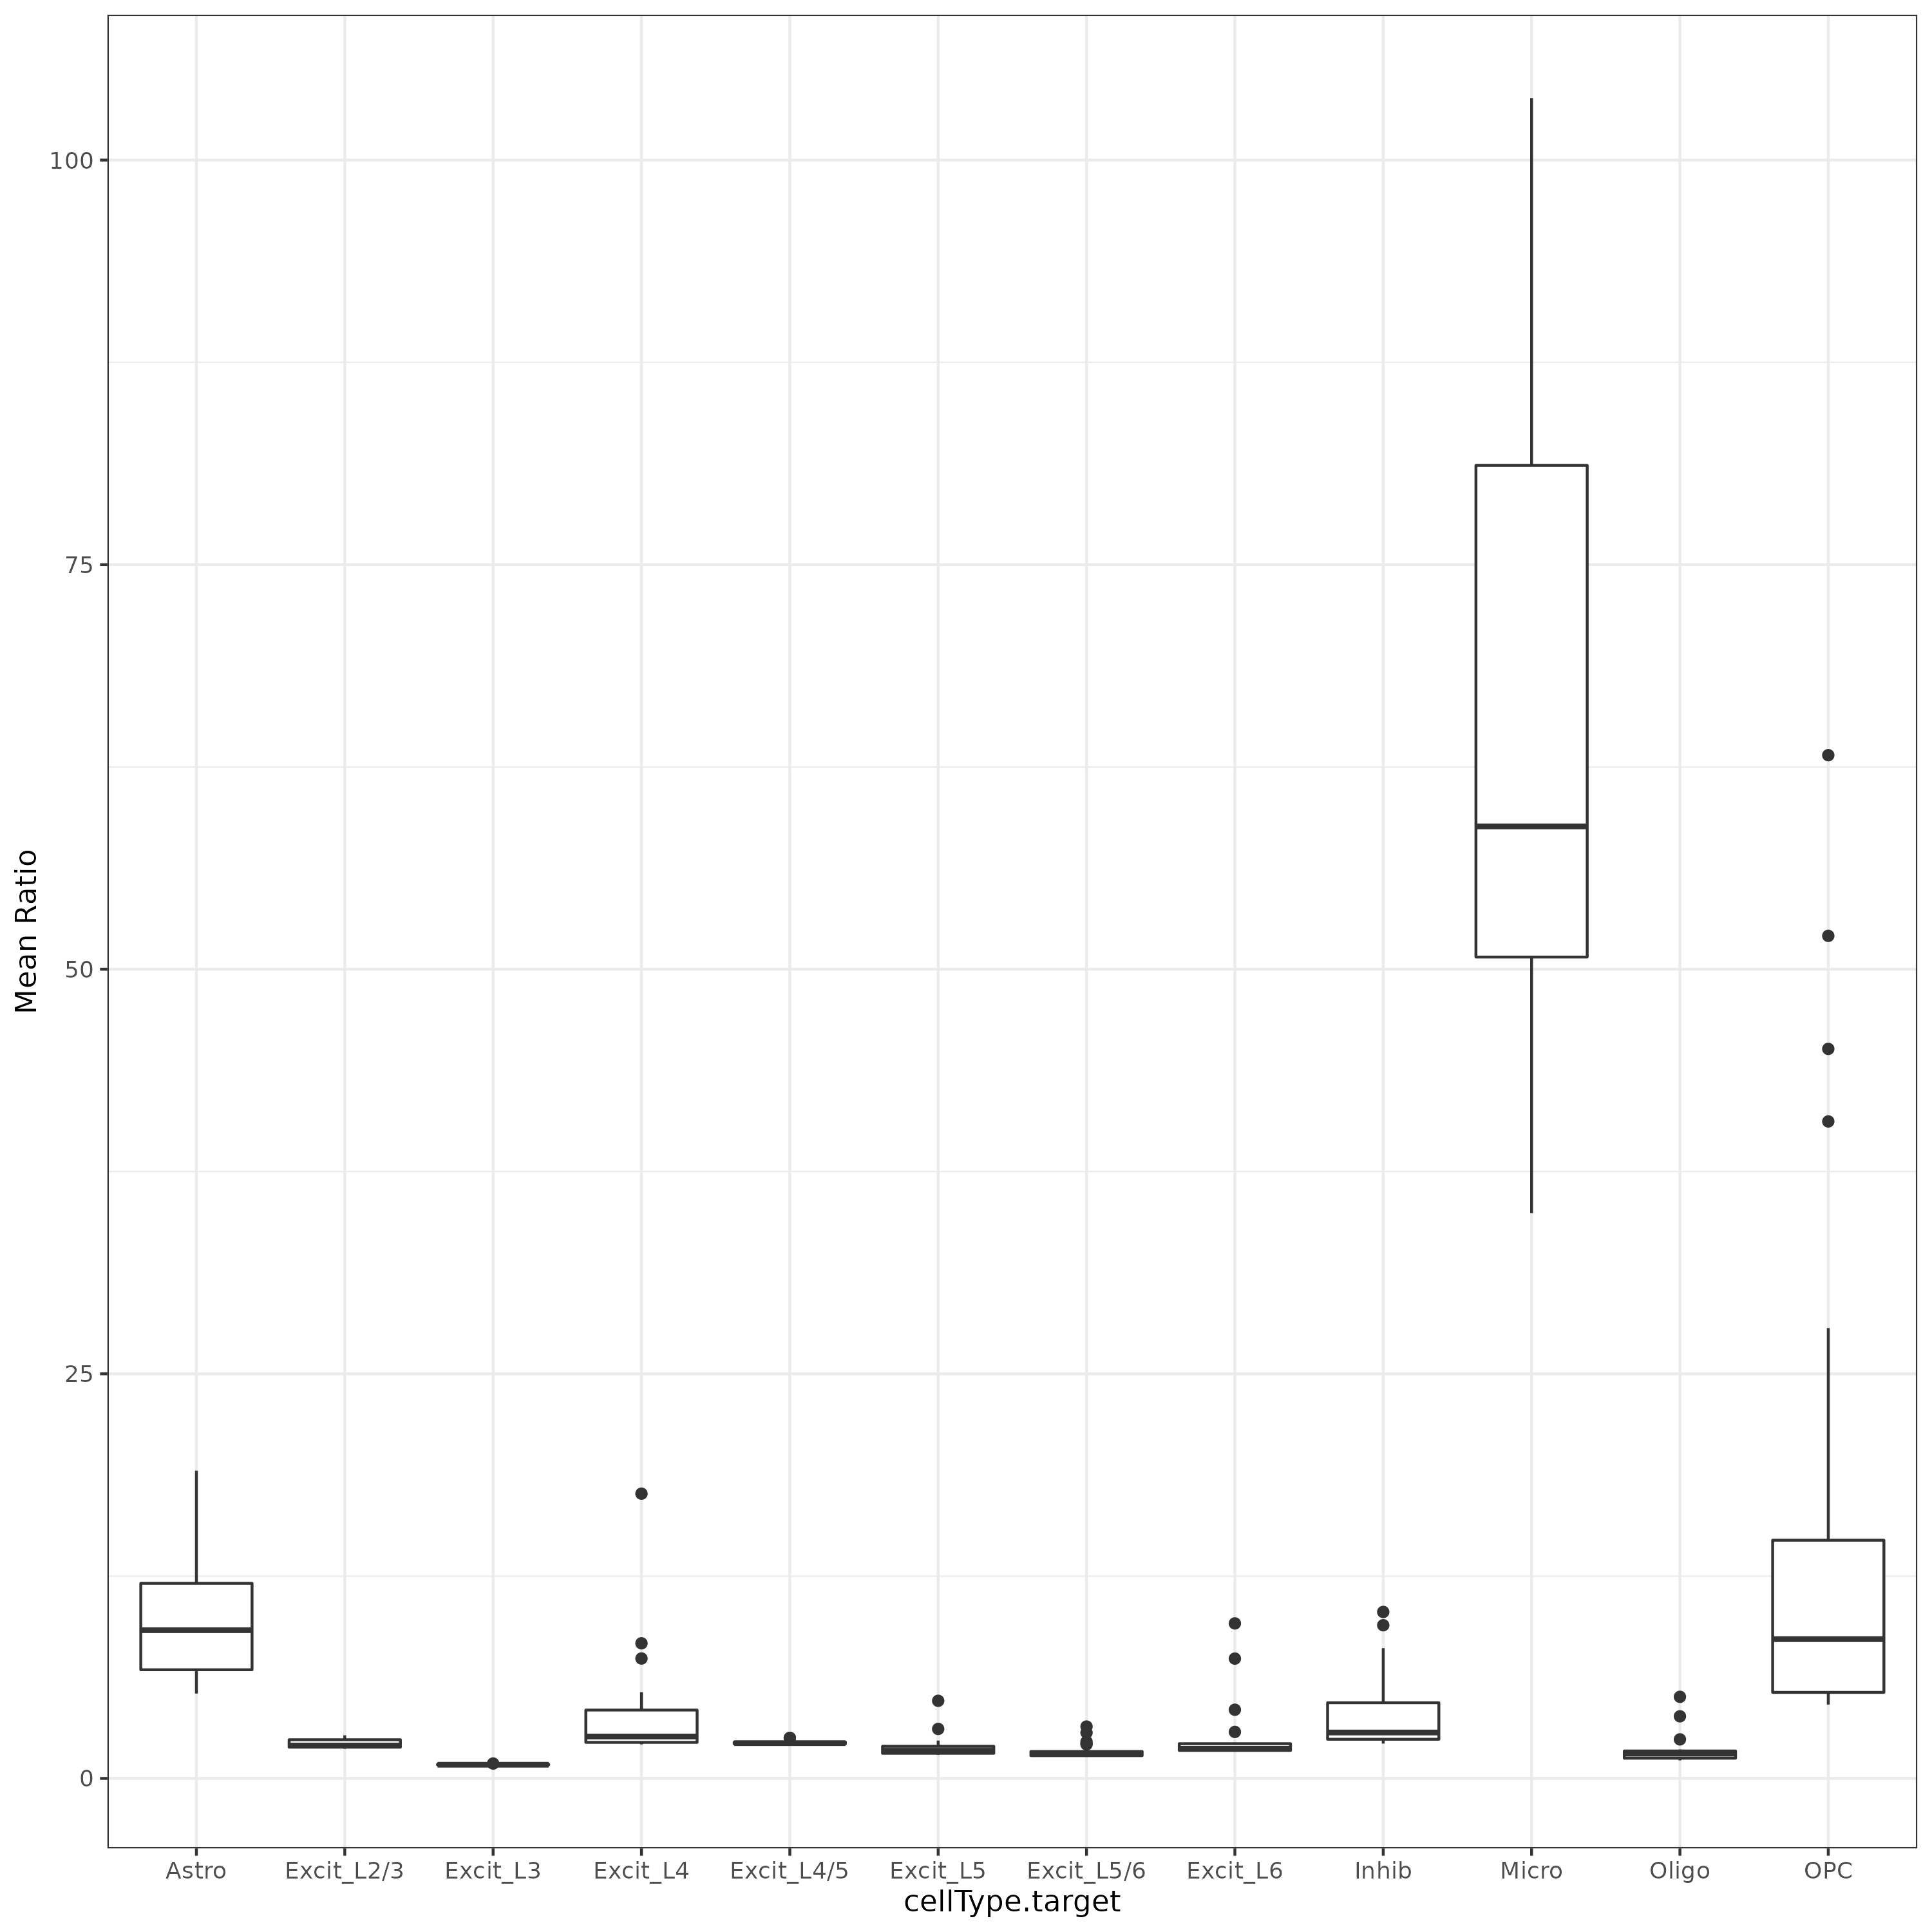 Mean Ratio
100
75
50
25
0
Astro Excit_L2/3 Excit_L3 Excit_L4 Excit_L4/5 Excit_L5 Excit_L5/6 Excit_L6 Inhib Micro Oligo OPC
cellType.target